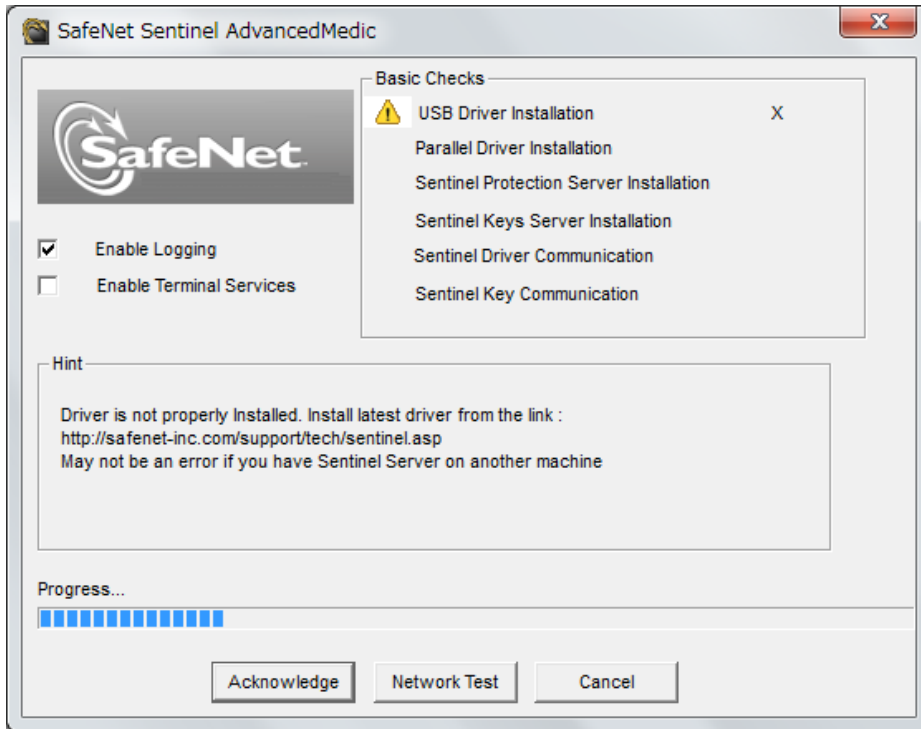 SafeNet Sentinel AdvancedMedic
X
SafeNet.
Enable Logging
Enable Terminal Services
Basic Checks
USB Driver Installation X
Parallel Driver Installation
Sentinel Protection Server Installation
Sentinel Keys Server Installation
Sentinel Driver Communication
Sentinel Key Communication
Hint
Driver is not properly Installed. Install latest driver from the link :
http://safenet-inc.com/support/tech/sentinel.asp
May not be an error if you have Sentinel Server on another machine
Progress...
Acknowledge
Network Test
Cancel